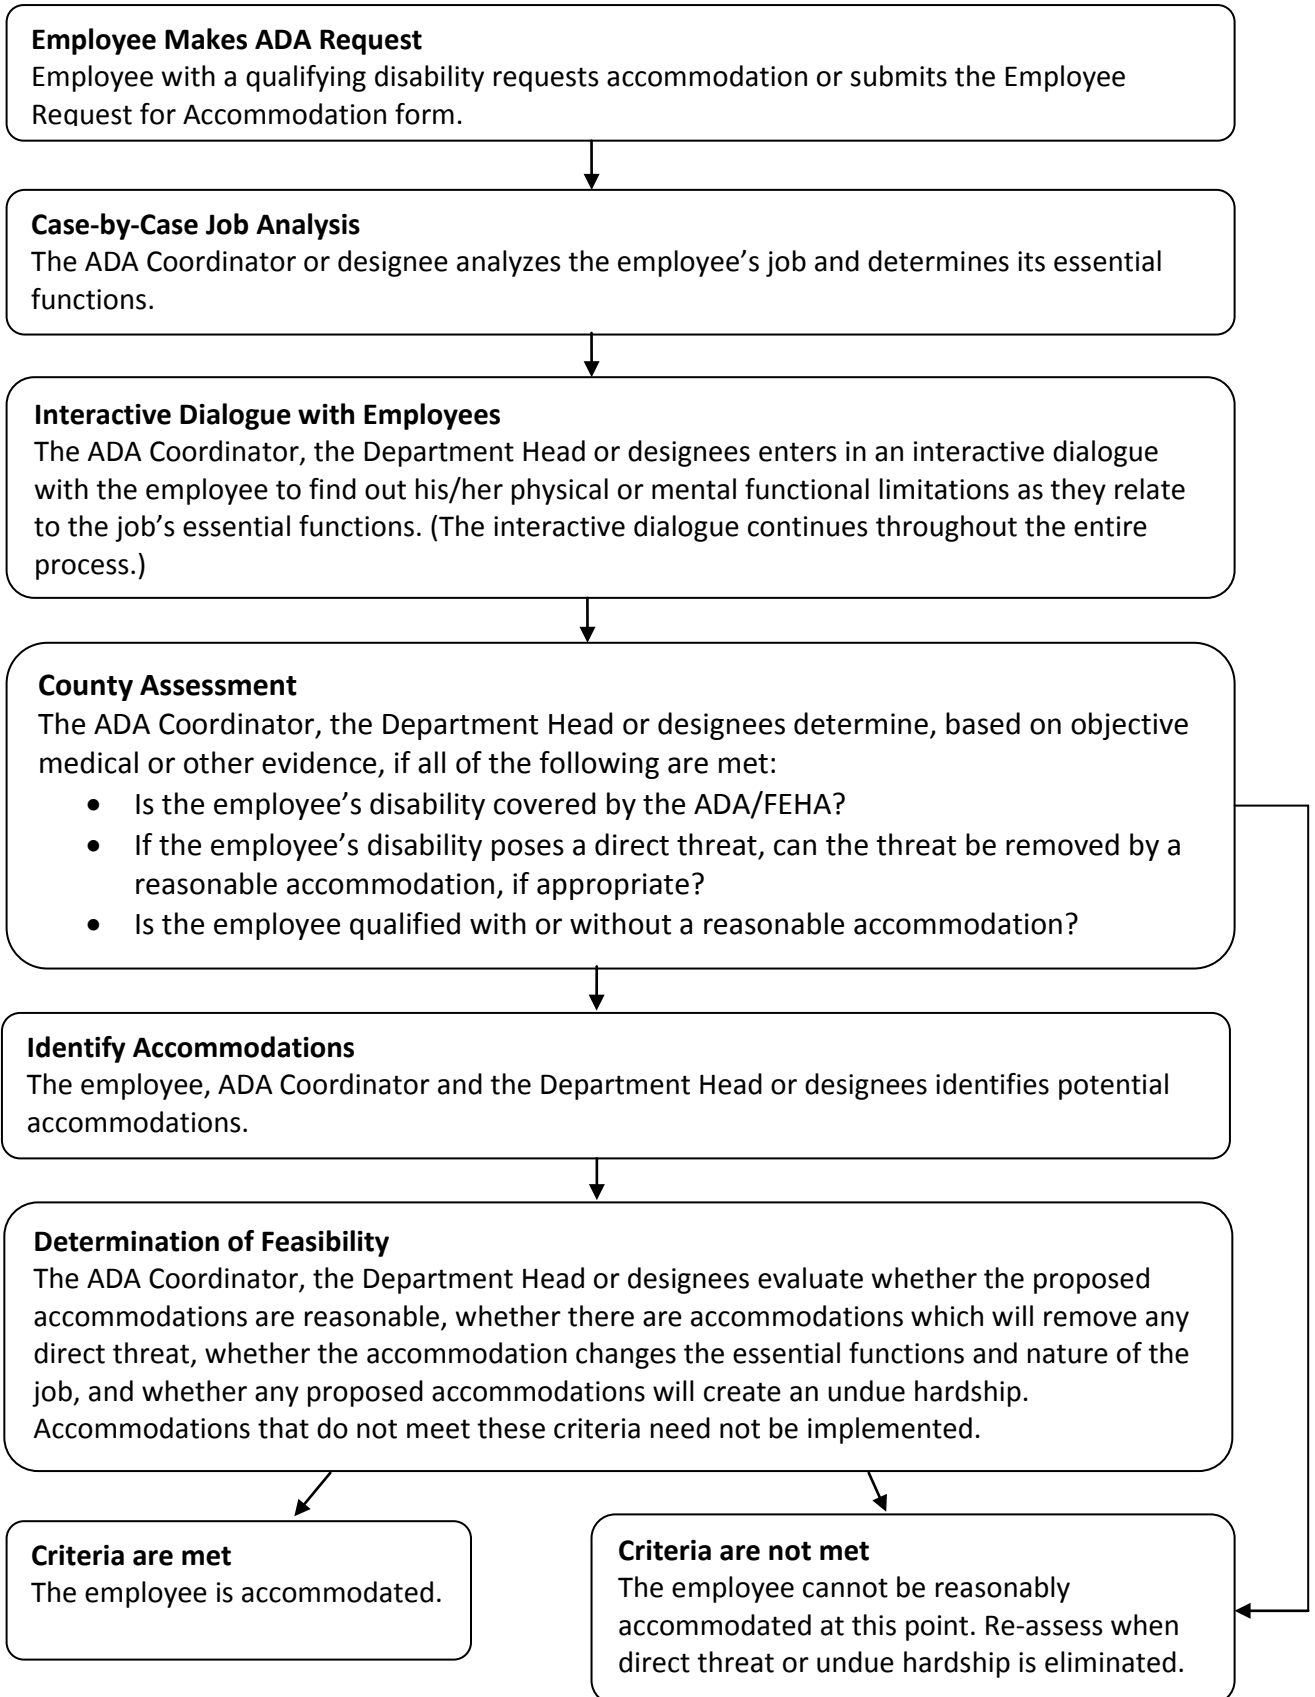 Employee Makes ADA Request
Employee with a qualifying disability requests accommodation or submits the Employee
Request for Accommodation form.
Case-by-Case Job Analysis
The ADA Coordinator or designee analyzes the employee’s job and determines its essential
functions.
Interactive Dialogue with Employees
The ADA Coordinator, the Department Head or designees enters in an interactive dialogue
with the employee to find out his/her physical or mental functional limitations as they relate
to the job’s essential functions. (The interactive dialogue continues throughout the entire
process.)
County Assessment
The ADA Coordinator, the Department Head or designees determine, based on objective
medical or other evidence, if all of the following are met:
• Is the employee’s disability covered by the ADA/FEHA?
• If the employee’s disability poses a direct threat, can the threat be removed by a
reasonable accommodation, if appropriate?
• Is the employee qualified with or without a reasonable accommodation?
Identify Accommodations
The employee, ADA Coordinator and the Department Head or designees identifies potential
accommodations.
Determination of Feasibility
The ADA Coordinator, the Department Head or designees evaluate whether the proposed
accommodations are reasonable, whether there are accommodations which will remove any
direct threat, whether the accommodation changes the essential functions and nature of the
job, and whether any proposed accommodations will create an undue hardship.
Accommodations that do not meet these criteria need not be implemented.
Criteria are met
The employee is accommodated.
Criteria are not met
The employee cannot be reasonably
accommodated at this point. Re-assess when
direct threat or undue hardship is eliminated.